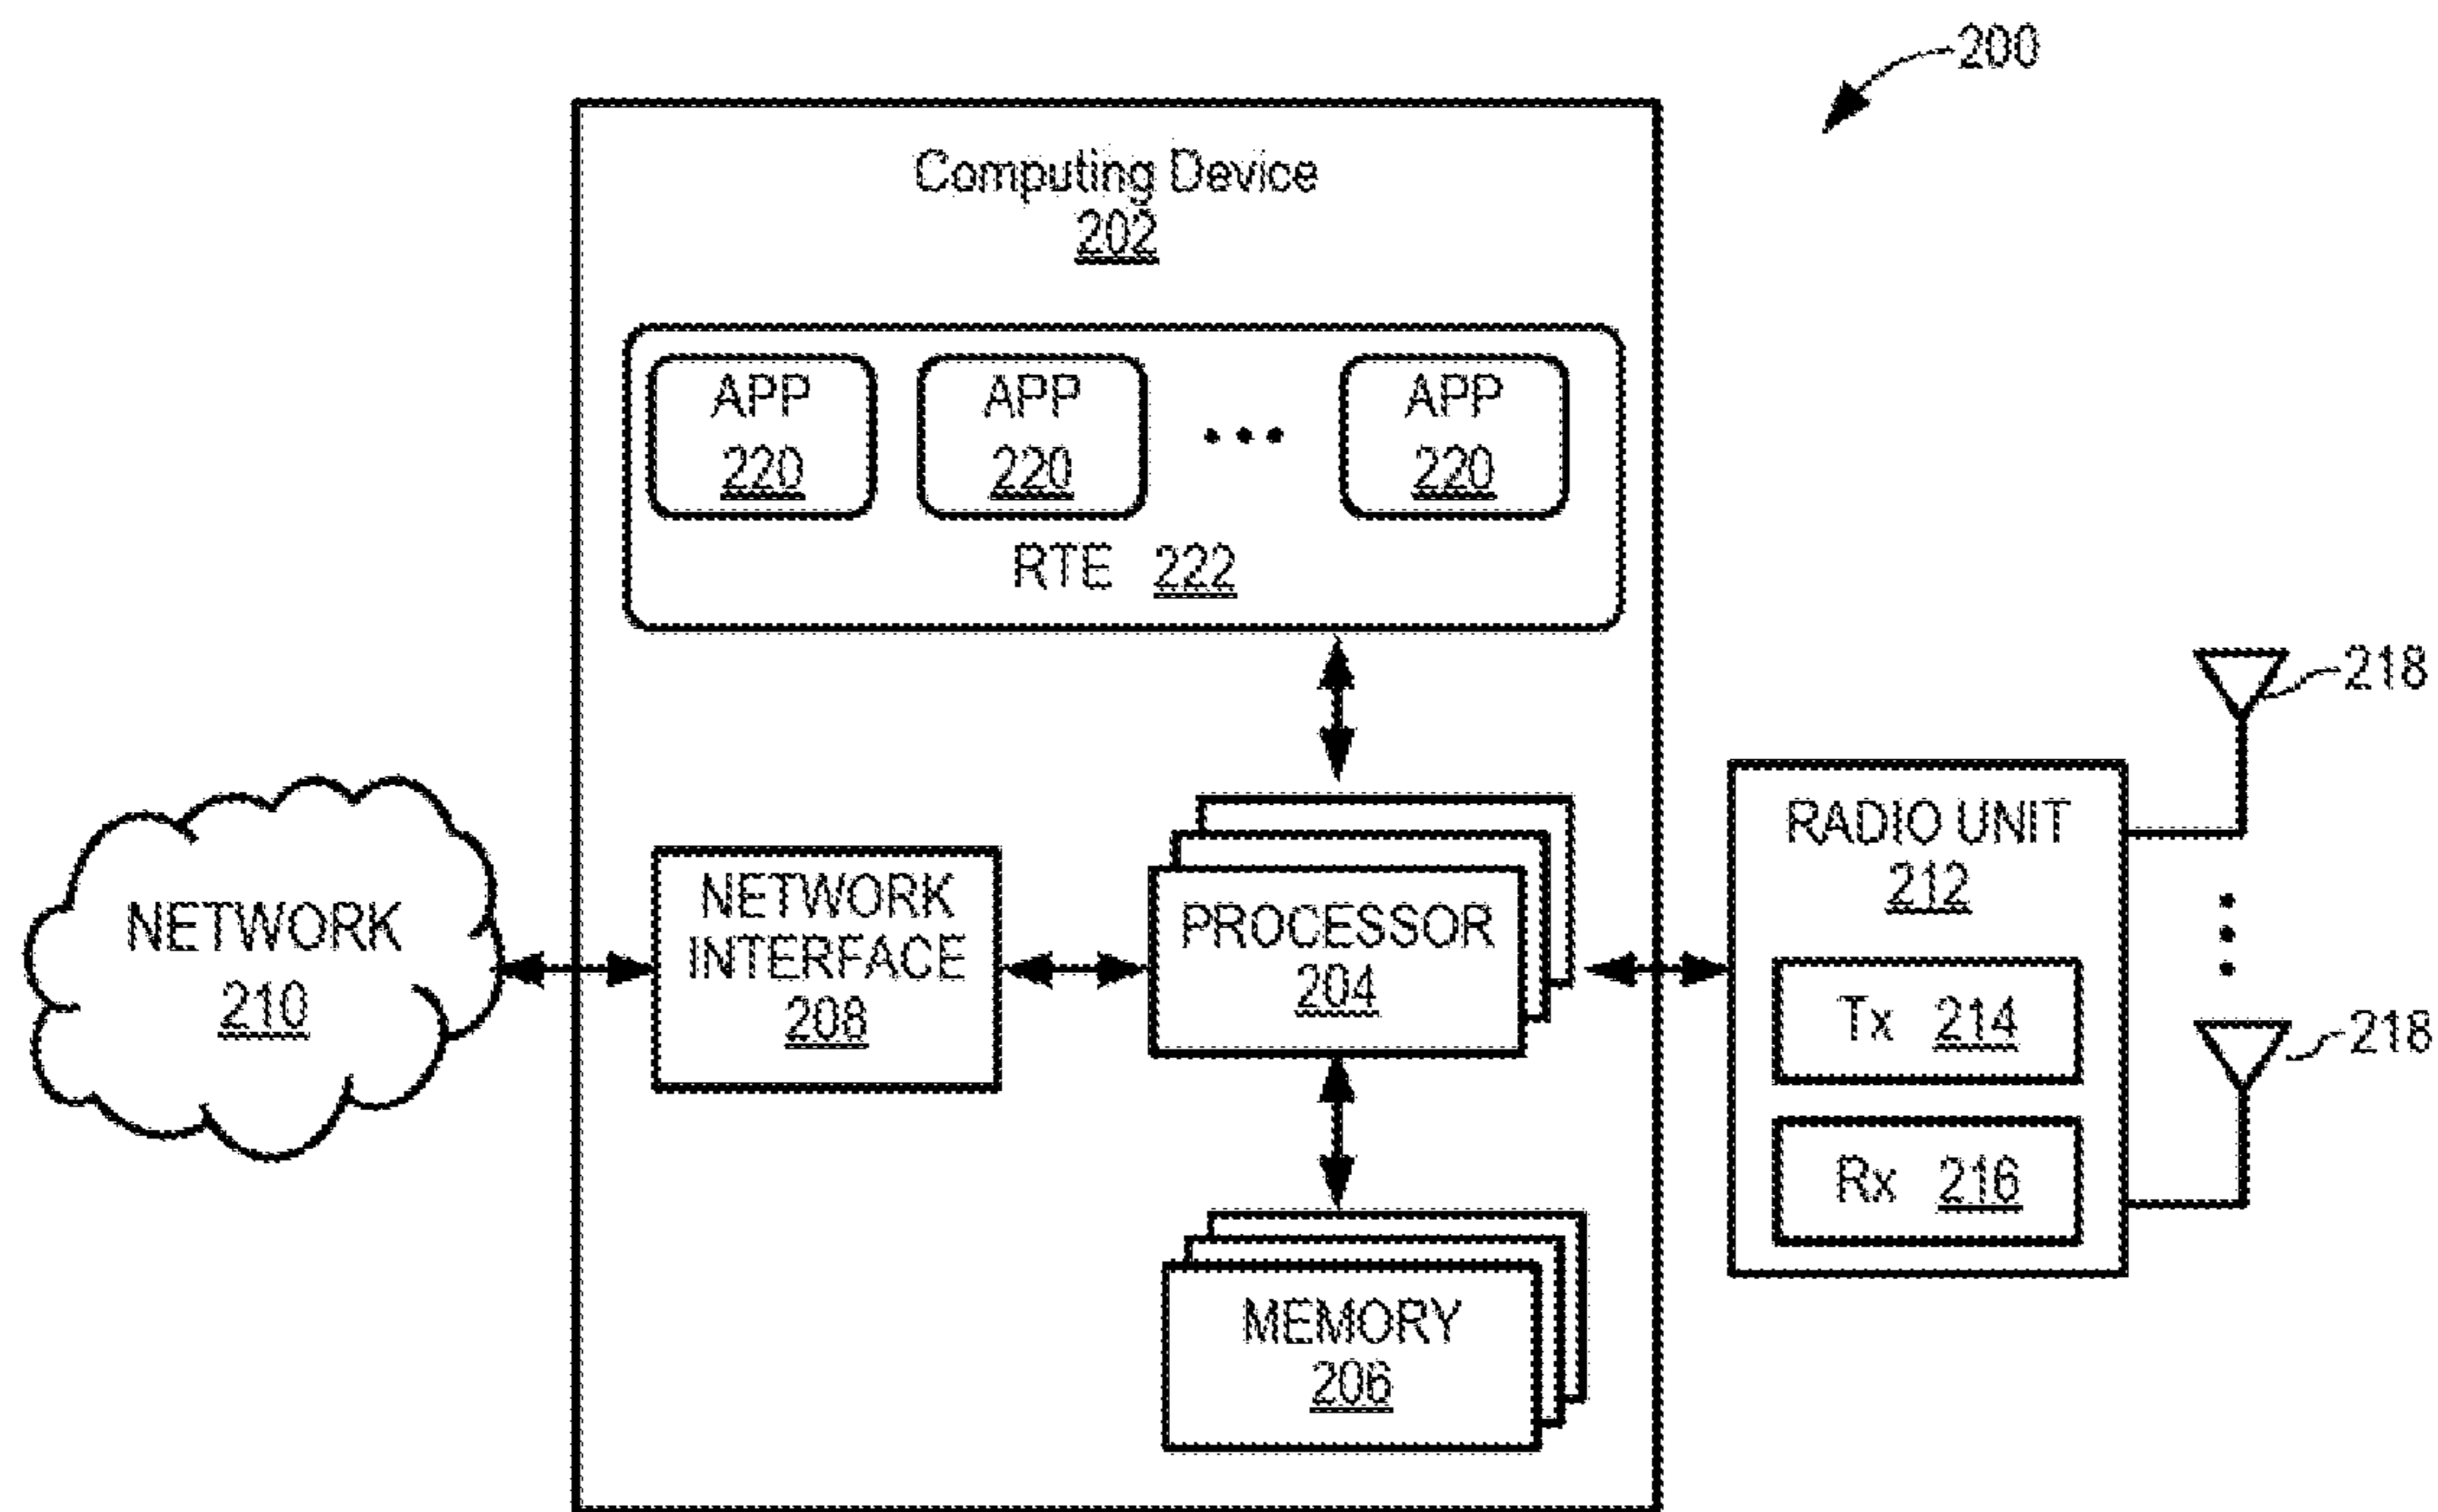 200
Computing Device
202
APP
220
APP
220
APP
220
RTE 222
218
NETWORK
210
NETWORK
INTERFACE
208
PROCESSOR
204
RADIO UNIT
212
Tx 214
Rx 216
218
MEMORY
206